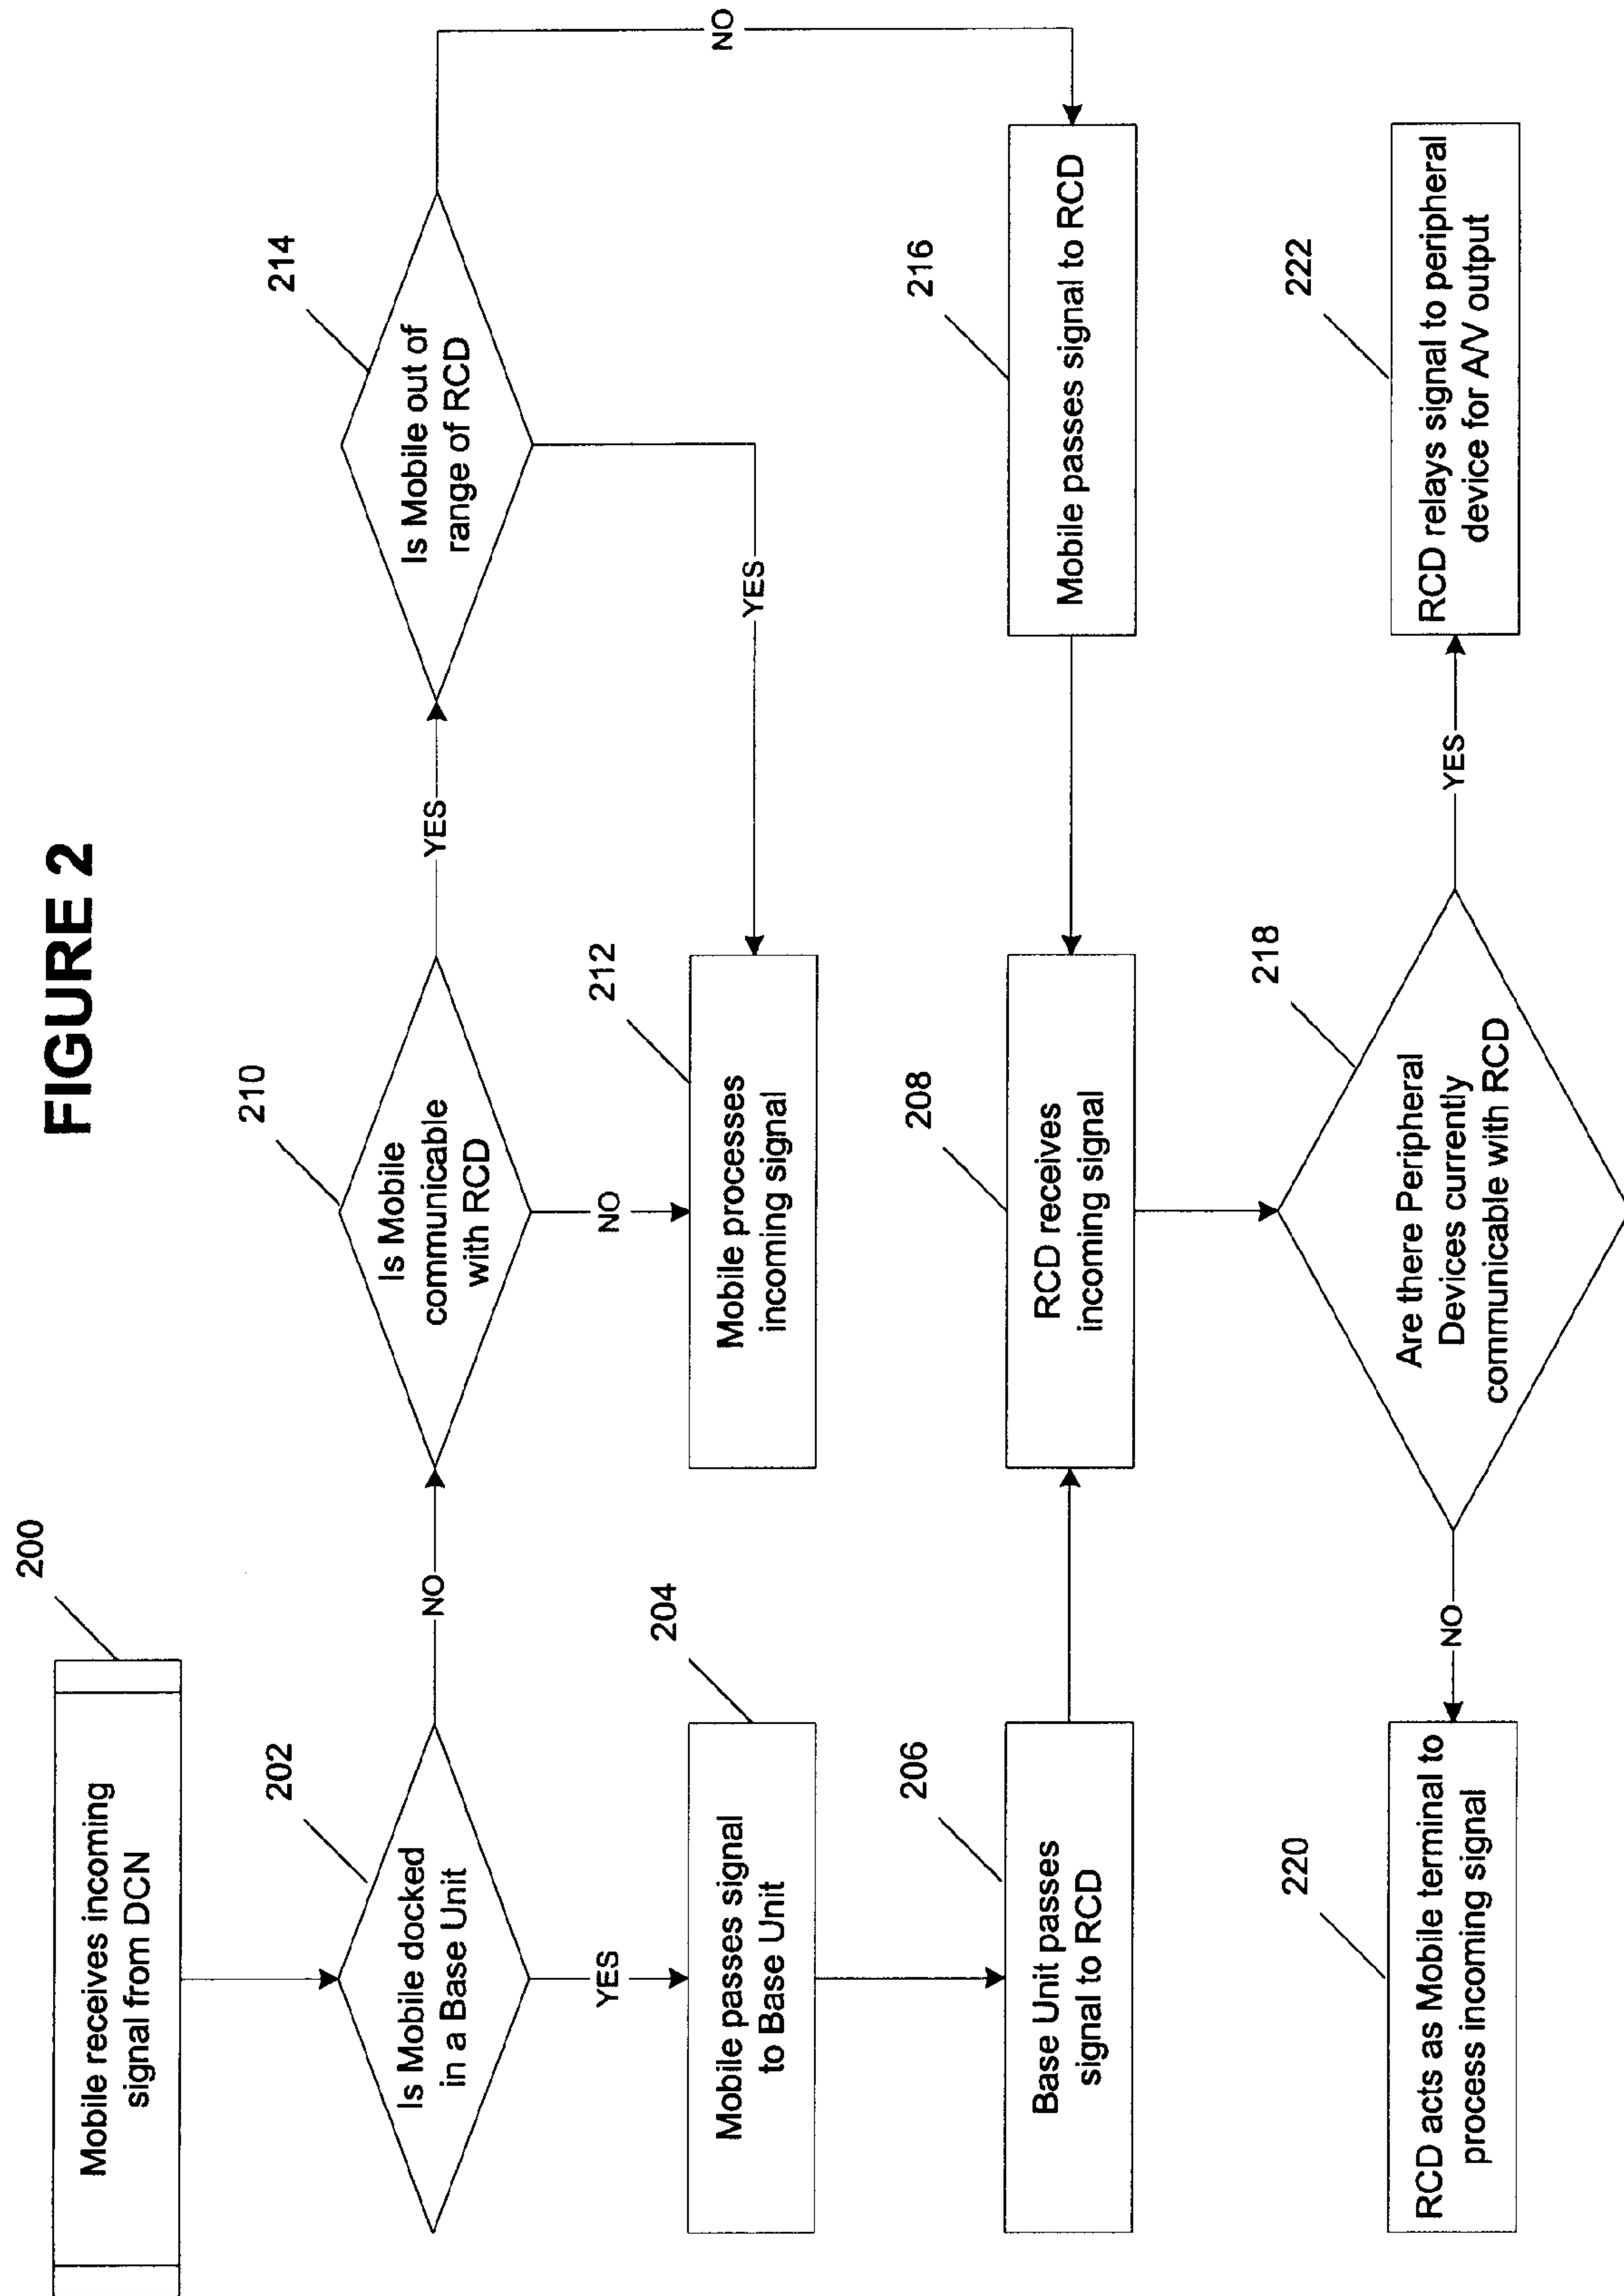 FIGURE 2
200
Mobile receives incoming
signal from DCN
202
Is Mobile docked
in a Base Unit
NO
210
Is Mobile
communicable
with RCD
YES
214
Is Mobile out of
range of RCD
NO
YES
204
Mobile passes signal
to Base Unit
NO
212
Mobile processes
incoming signal
YES
206
Base Unit passes
signal to RCD
208
RCD receives
incoming signal
216
Mobile passes signal to RCD
220
RCD acts as Mobile terminal to
process incoming signal
NO
218
Are there Peripheral
Devices currently
communicable with RCD
YES
222
RCD relays signal to peripheral
device for A/V output